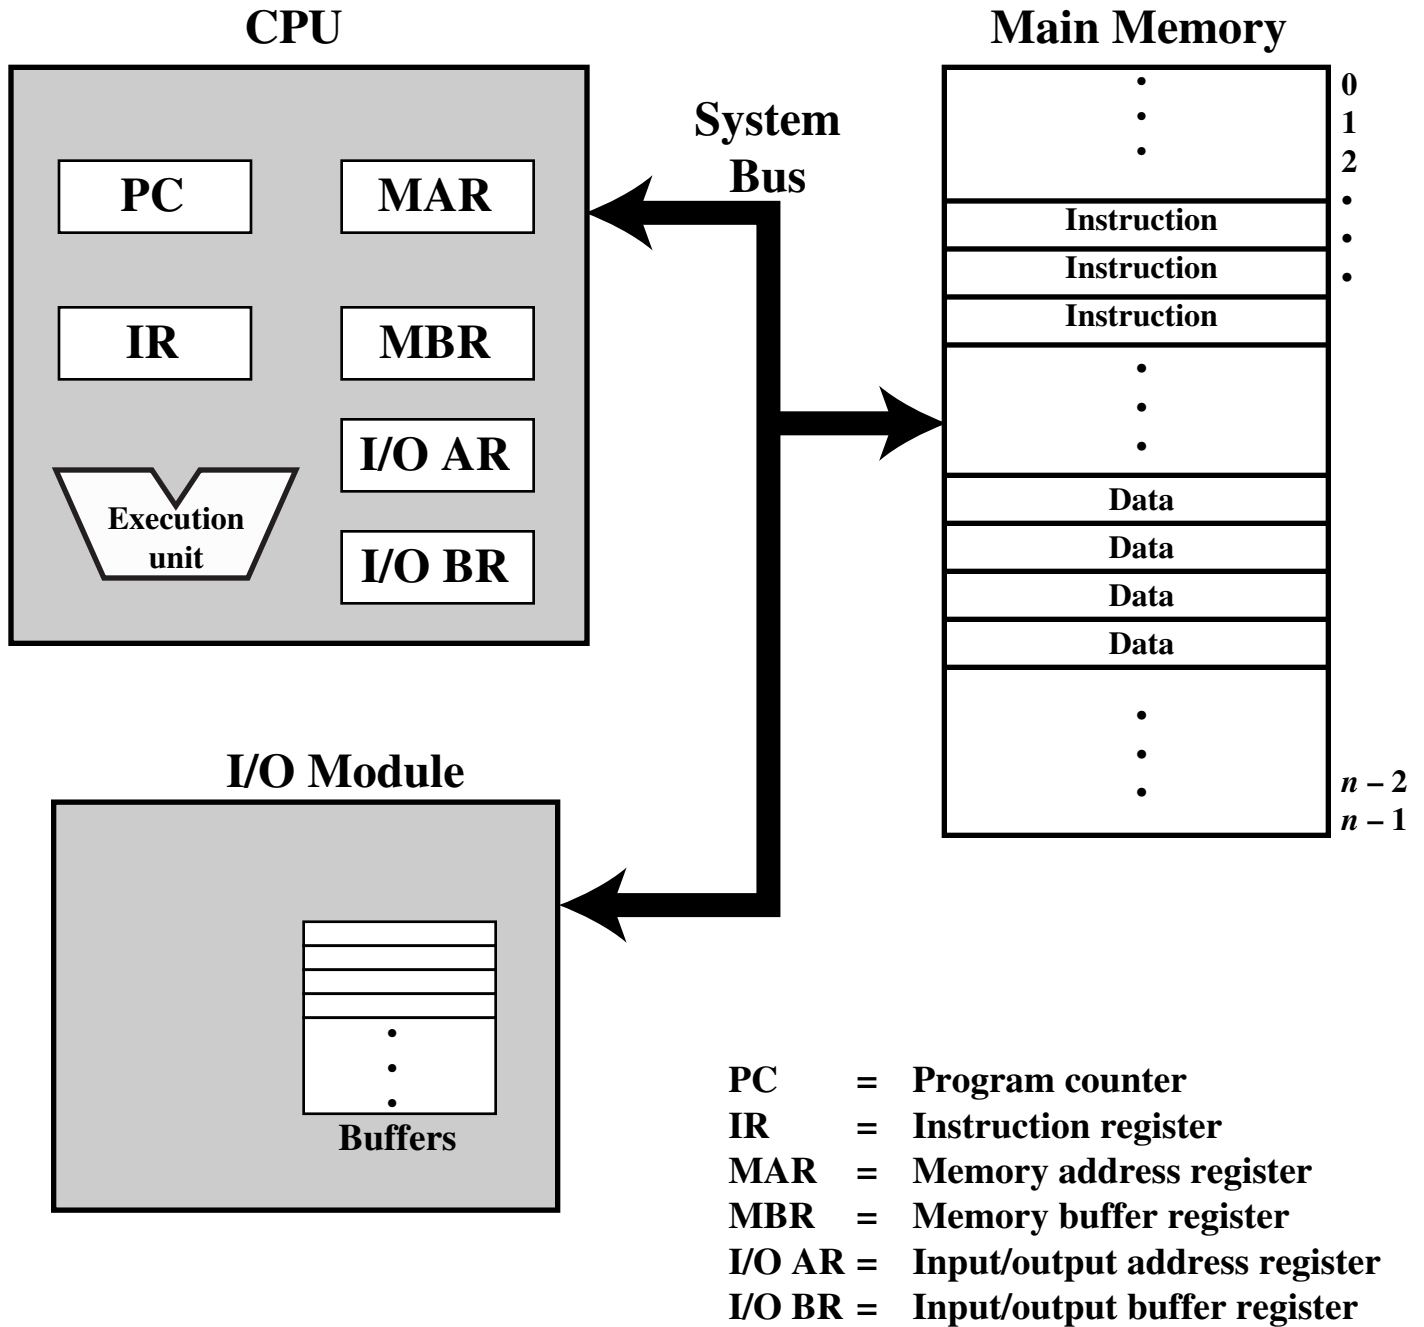 CPU
PC
MAR
IR
MBR
I/O AR
I/O BR
Execution
unit
System
Bus
Main Memory
0
1
2
Instruction
Instruction
Instruction
Data
Data
Data
Data
n – 2
n – 1
I/O Module
Buffers
PC = Program counter
IR = Instruction register
MAR = Memory address register
MBR = Memory buffer register
I/O AR = Input/output address register
I/O BR = Input/output buffer register